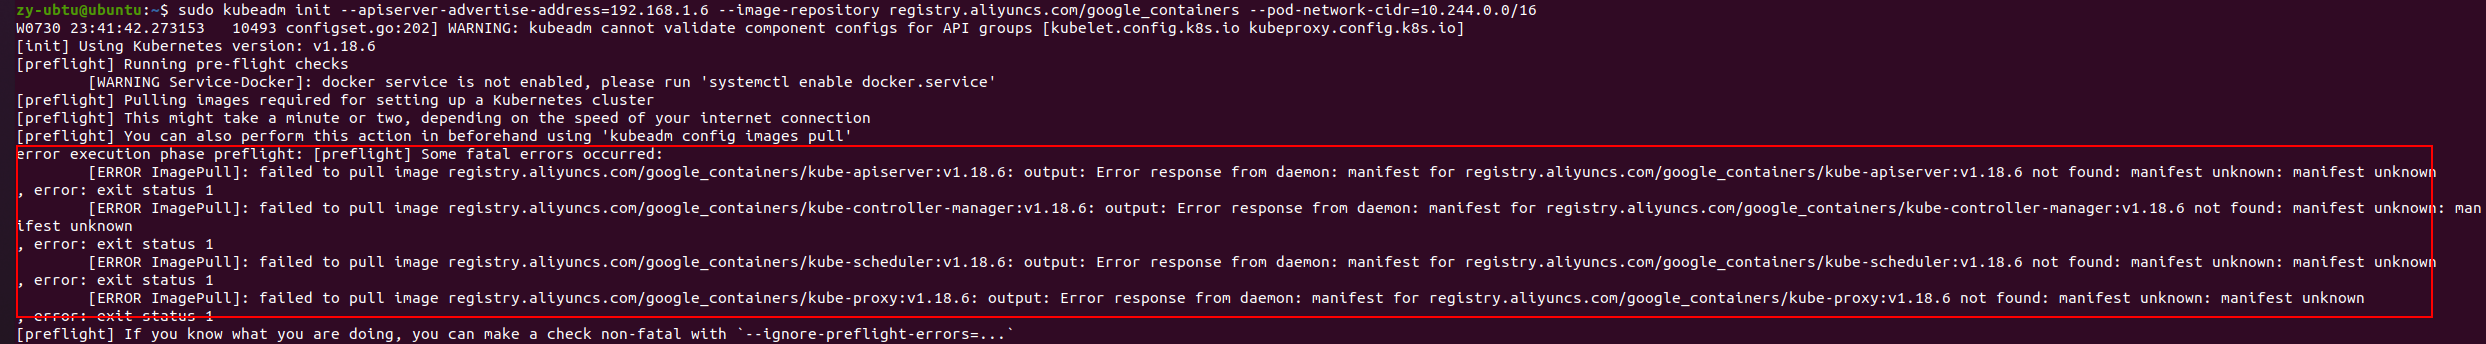 zy-ubtu@ubuntu:~$ sudo kubeadm init --apiserver-advertise-address=192.168.1.6 --image-repository registry.aliyuncs.com/google_containers --pod-network-cidr=10.244.0.0/16
W0730 23:41:42.273153   10493 configset.go:202] WARNING: kubeadm cannot validate component configs for API groups [kubelet.config.k8s.io kubeproxy.config.k8s.io]
[init] Using Kubernetes version: v1.18.6
[preflight] Running pre-flight checks
        [WARNING Service-Docker]: docker service is not enabled, please run 'systemctl enable docker.service'
[preflight] Pulling images required for setting up a Kubernetes cluster
[preflight] This might take a minute or two, depending on the speed of your internet connection
[preflight] You can also perform this action in beforehand using 'kubeadm config images pull'
error execution phase preflight: [preflight] Some fatal errors occurred:
        [ERROR ImagePull]: failed to pull image registry.aliyuncs.com/google_containers/kube-apiserver:v1.18.6: output: Error response from daemon: manifest for registry.aliyuncs.com/google_containers/kube-apiserver:v1.18.6 not found: manifest unknown: manifest unknown
, error: exit status 1
        [ERROR ImagePull]: failed to pull image registry.aliyuncs.com/google_containers/kube-controller-manager:v1.18.6: output: Error response from daemon: manifest for registry.aliyuncs.com/google_containers/kube-controller-manager:v1.18.6 not found: manifest unknown: man
ifest unknown
, error: exit status 1
        [ERROR ImagePull]: failed to pull image registry.aliyuncs.com/google_containers/kube-scheduler:v1.18.6: output: Error response from daemon: manifest for registry.aliyuncs.com/google_containers/kube-scheduler:v1.18.6 not found: manifest unknown: manifest unknown
, error: exit status 1
        [ERROR ImagePull]: failed to pull image registry.aliyuncs.com/google_containers/kube-proxy:v1.18.6: output: Error response from daemon: manifest for registry.aliyuncs.com/google_containers/kube-proxy:v1.18.6 not found: manifest unknown: manifest unknown
, error: exit status 1
[preflight] If you know what you are doing, you can make a check non-fatal with `--ignore-preflight-errors=...`